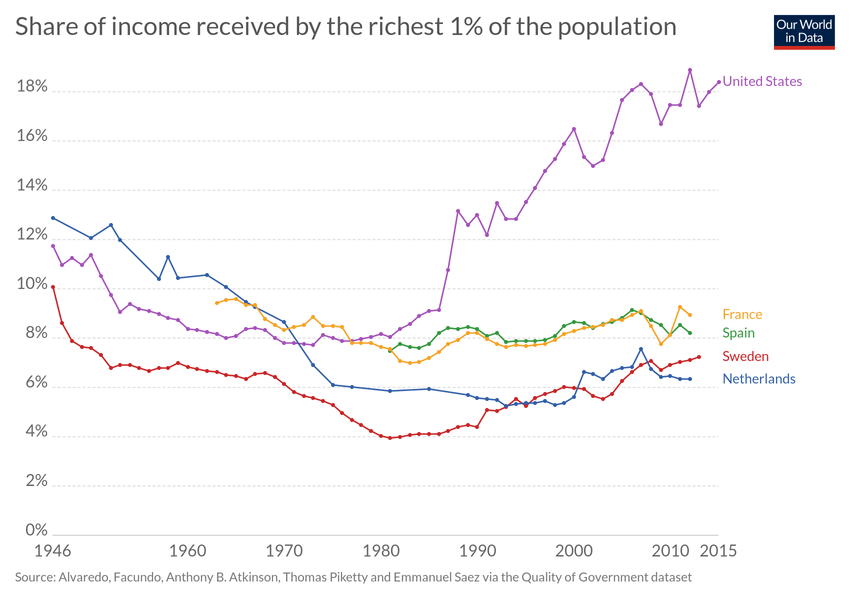 Share of income received by the richest 1% of the population
Our World
in Data
18%
16%
14%
12%
10%
8%
6%
4%
2%
0%
United States
France
Spain
Sweden
Netherlands
1946 1960 1970 1980 1990 2000 2010 2015
Source: Alvaredo, Facundo, Anthony B. Atkinson, Thomas Piketty and Emmanuel Saez via the Quality of Government dataset